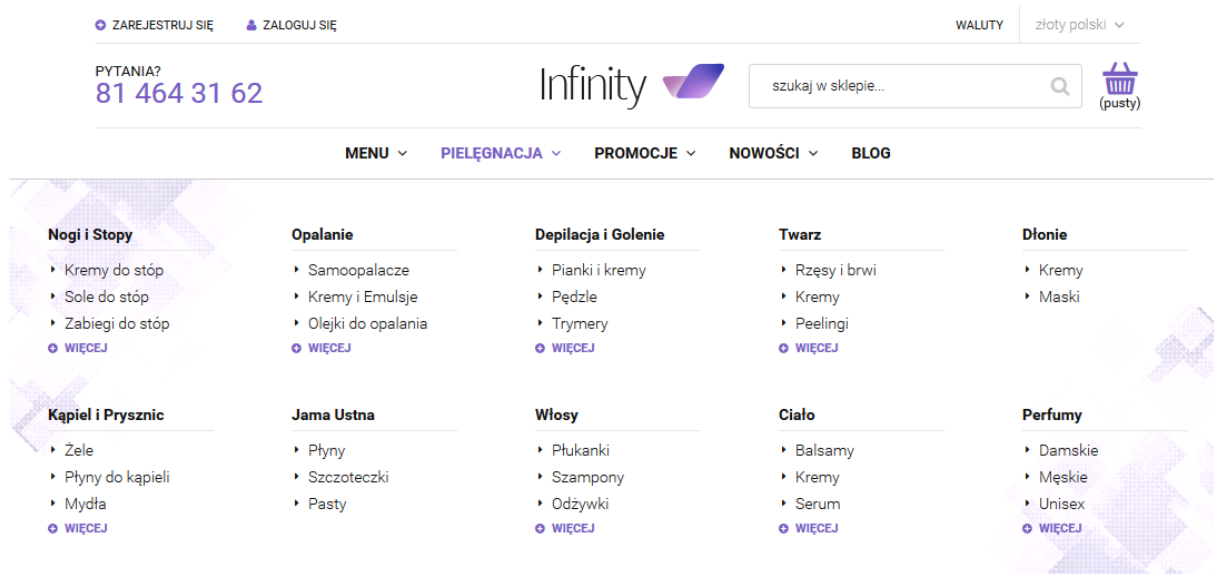 ZAREJESTRUJ SIĘ ZALOGUJ SIĘ WALUTY złoty polski
PYTANIA?
81 464 31 62
Infinity
szukaj w sklepie...
(pusty)
MENU PIELĘGNACJA PROMOCJE NOWOŚCI BLOG
Nogi i Stopy
Kremy do stóp
Sole do stóp
Zabiegi do stóp
WIĘCEJ
Opalanie
Samoopalacze
Kremy i Emulsje
Olejki do opalania
WIĘCEJ
Depilacja i Golenie
Pianki i kremy
Pędzle
Trymery
WIĘCEJ
Twarz
Rzęsy i brwi
Kremy
Peelingi
WIĘCEJ
Dłonie
Kremy
Maski
Kąpiel i Prysznic
Żele
Płyny do kąpieli
Mydła
WIĘCEJ
Jama Ustna
Płyny
Szczoteczki
Pasty
Włosy
Płukanki
Szampony
Odżywki
WIĘCEJ
Ciało
Balsamy
Kremy
Serum
WIĘCEJ
Perfumy
Damskie
Męskie
Unisex
WIĘCEJ